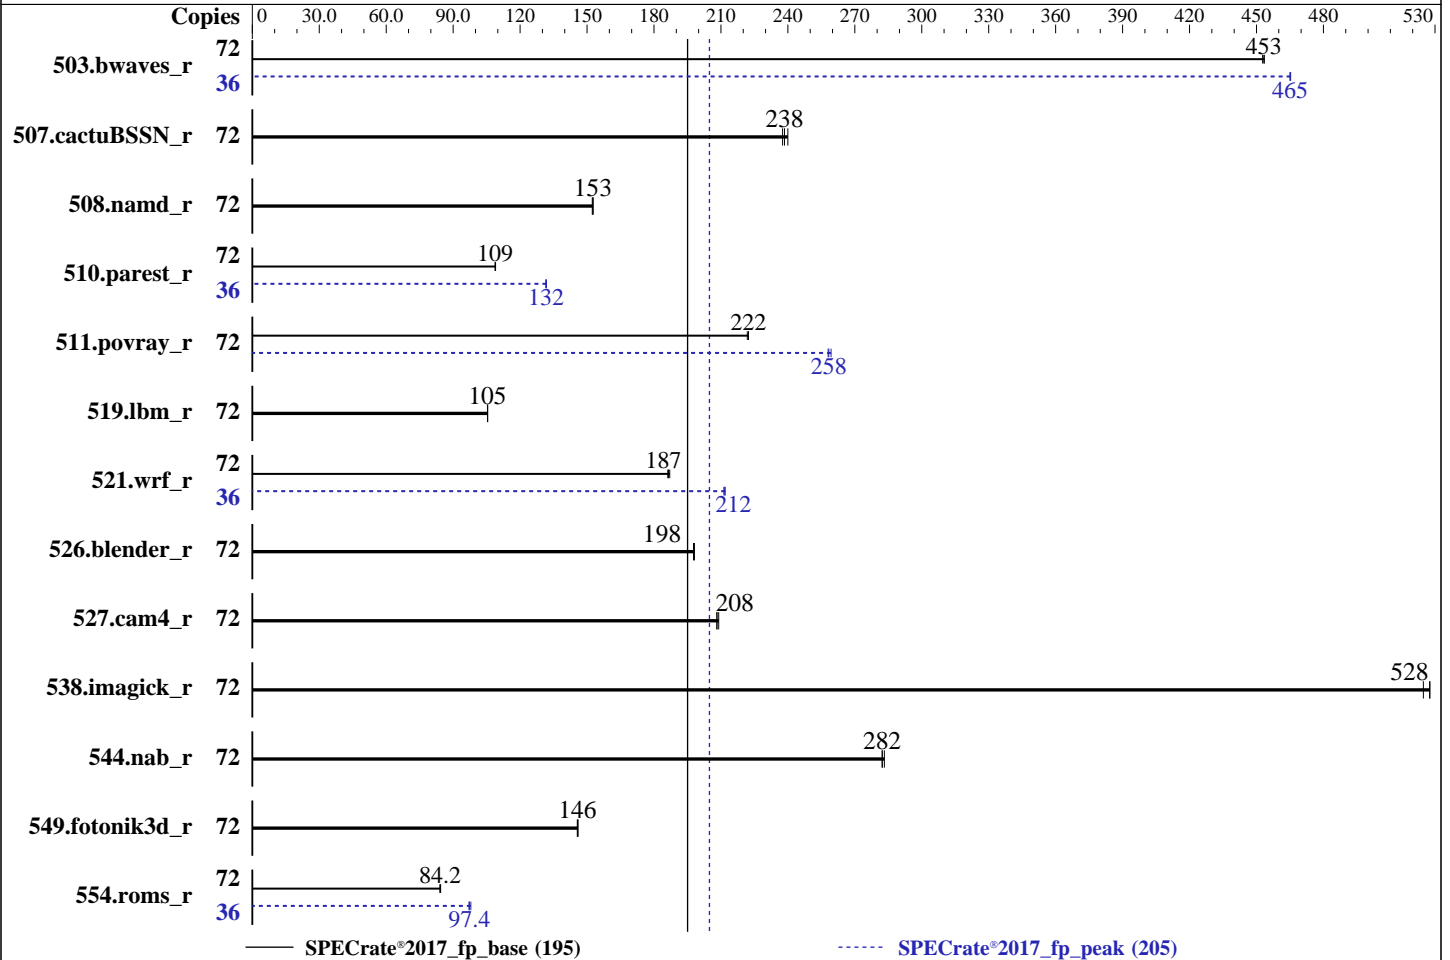 Copies 0 30.0 60.0 90.0 120 150 180 210 240 270 300 330 360 390 420 450 480 530
503.bwaves_r 72 453
36 465
507.cactuBSSN_r 72 238
508.namd_r 72 153
510.parest_r 72 109
36 132
511.povray_r 72 222
258
519.lbm_r 72 105
521.wrf_r 72 187
36 212
526.blender_r 72 198
527.cam4_r 72 208
538.imagick_r 72 528
544.nab_r 72 282
549.fotonik3d_r 72 146
554.roms_r 72 84.2
36 97.4
SPECrate®2017_fp_base (195) SPECrate®2017_fp_peak (205)